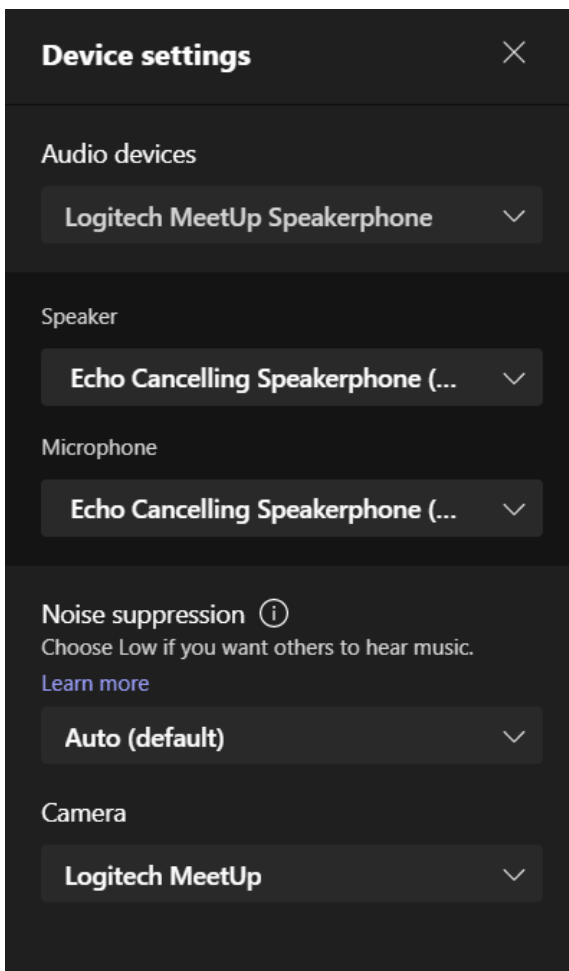 Device settings
Audio devices
Logitech MeetUp Speakerphone
Speaker
Echo Cancelling Speakerphone (...
Microphone
Echo Cancelling Speakerphone (...
Noise suppression
Choose Low if you want others to hear music.
Learn more
Auto (default)
Camera
Logitech MeetUp